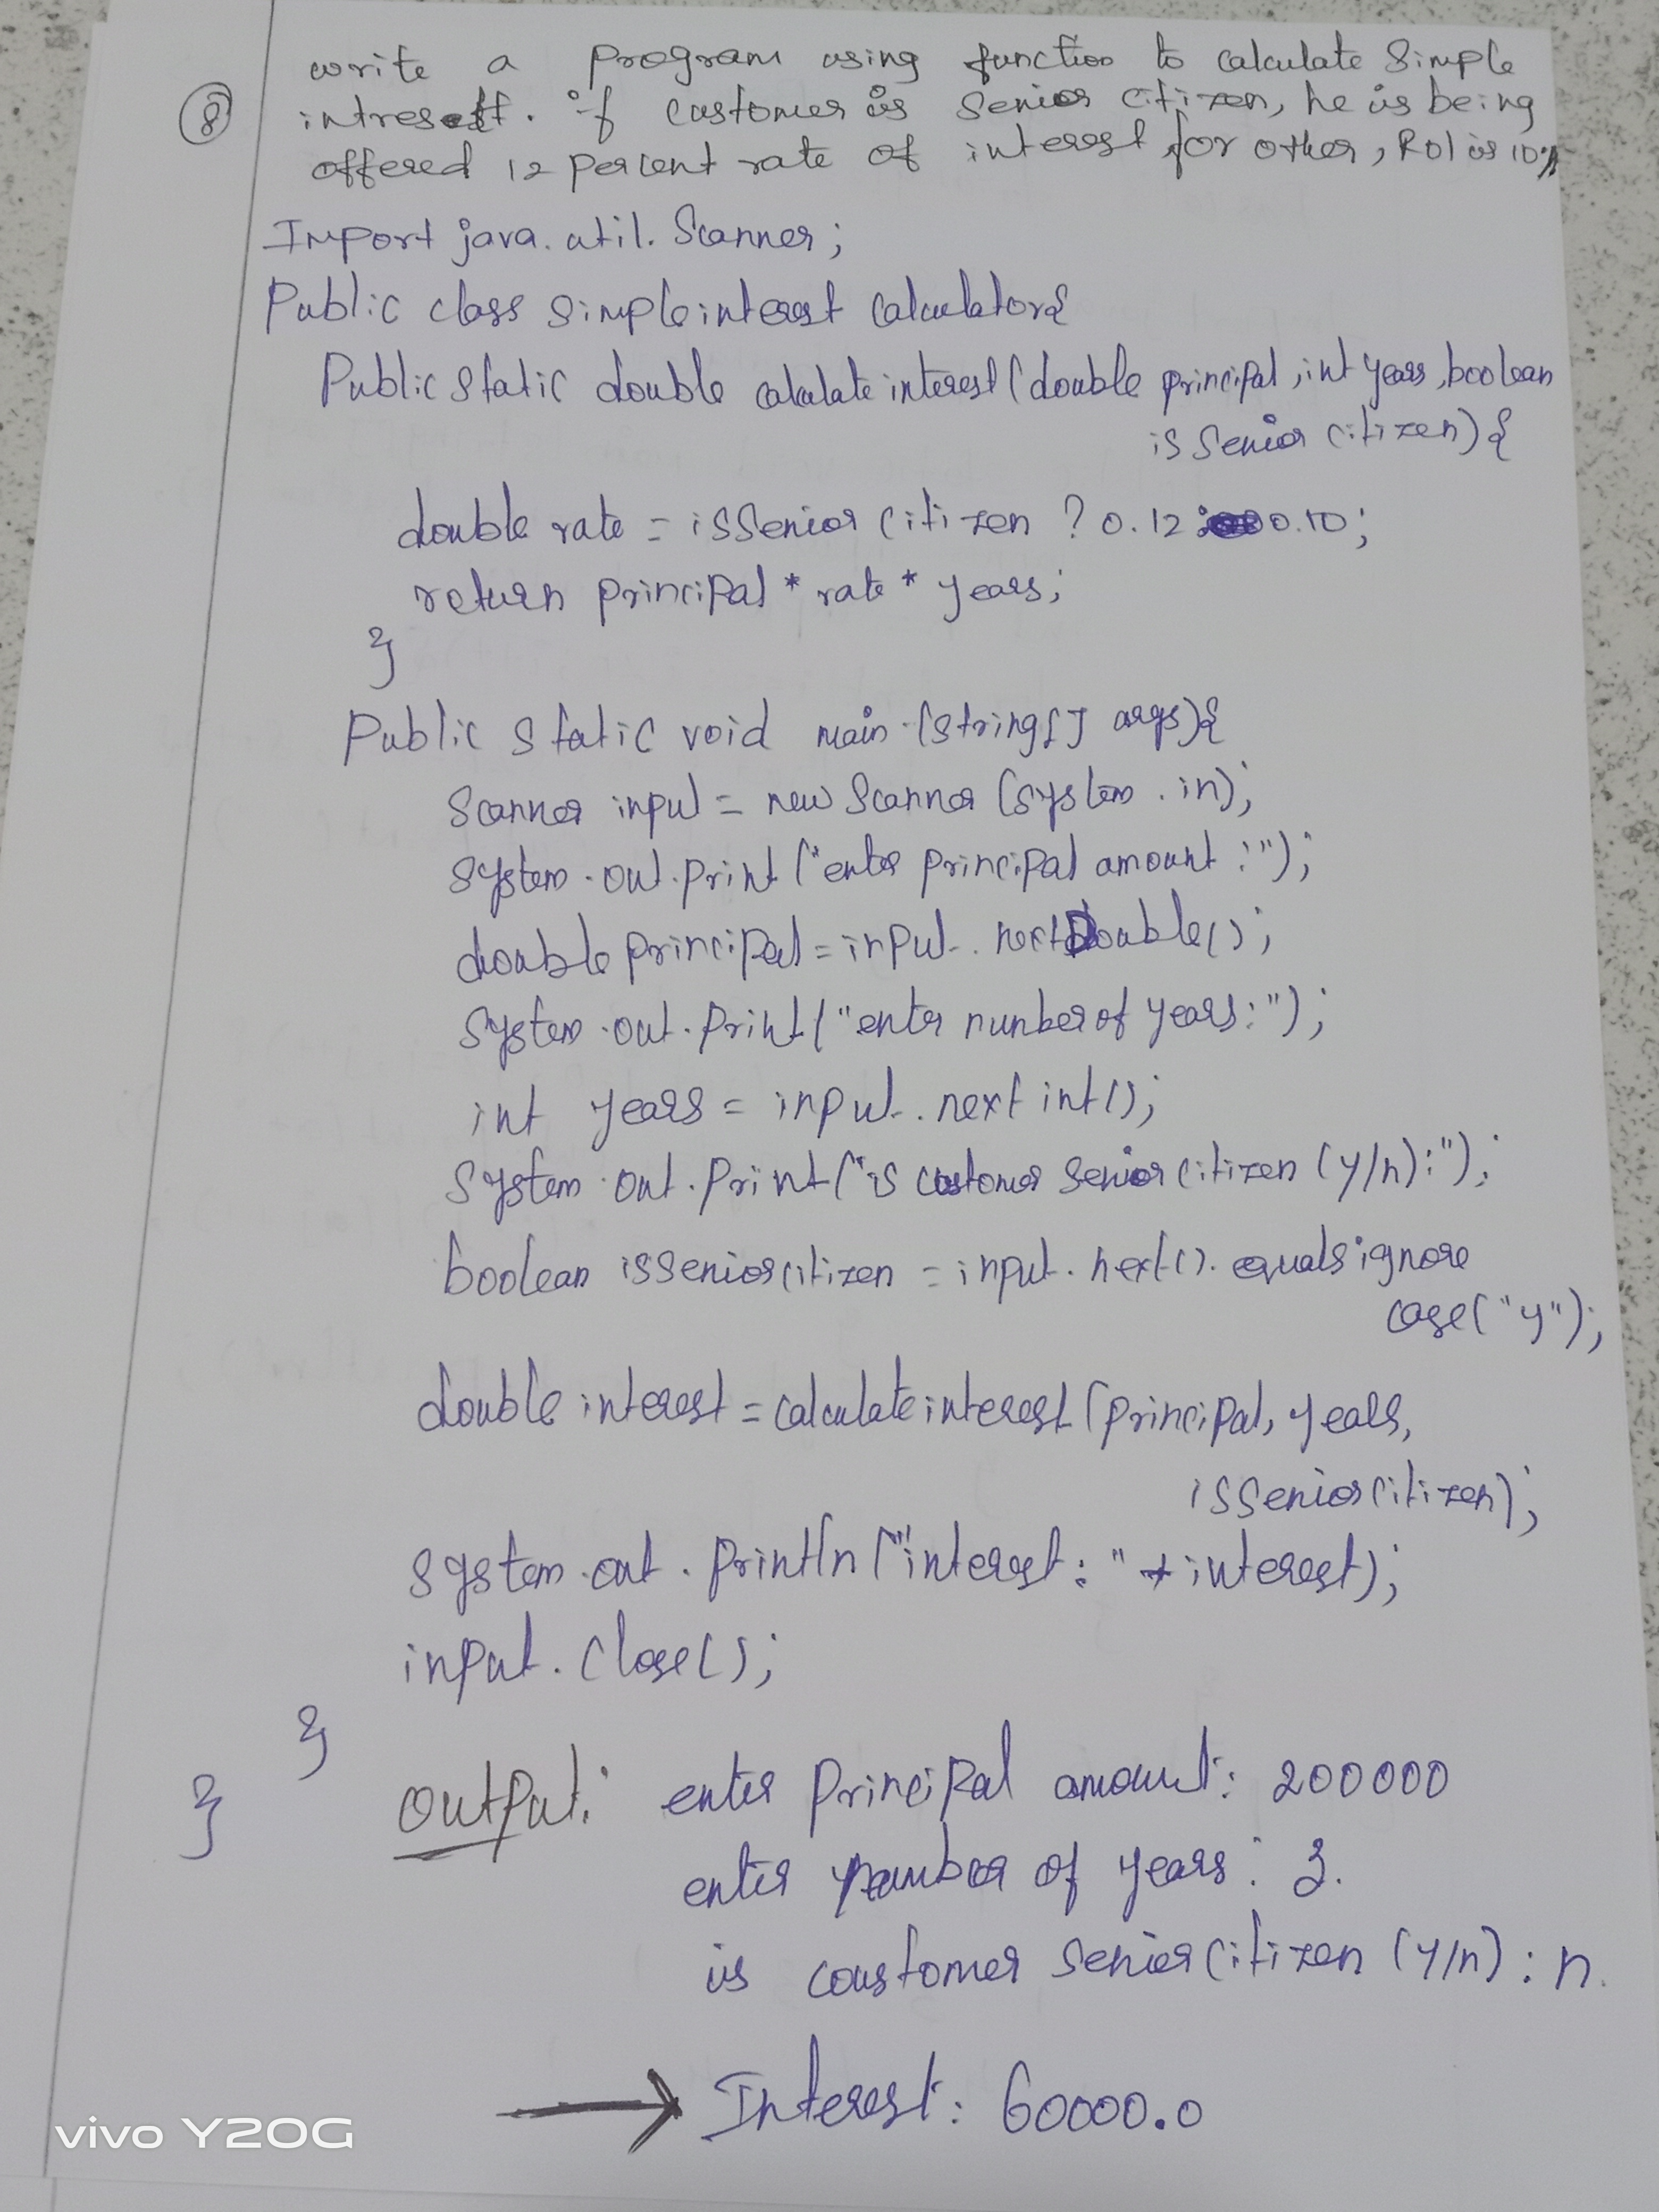 ⑧ write a program using function to calculate Simple
intresest. if customer is Senior citizen, he is being
offered 12 percent rate of interest, for other, ROI is 10%
Import java.util.Scanner;
Public class simpleinterest calculator{
Public static double calculate interest(double principal, int years, boolean
isSenior citizen){
double rate = isSenior citizen ? 0.12 : 0.10;
return principal * rate * years;
}
Public static void main (string[] args){
Scanner input = new Scanner (system.in);
system.out.print ("enter principal amount :");
double principal = input.nextDouble();
system.out.print("enter number of years:");
int years = input.next int();
system.out.print("is customer senior citizen (y/n):");
boolean isseniorcitizen = input.next().equalsignore
case("y");
double interest = calculateinterest(principal, years,
isSeniorcitizen);
system.out.println("interest: " + interest);
input.close();
}
}
output: enter principal amount: 200000
enter number of years: 3.
is coustomer senior citizen (y/n) : n.
→ Interest: 60000.0
vivo Y20G